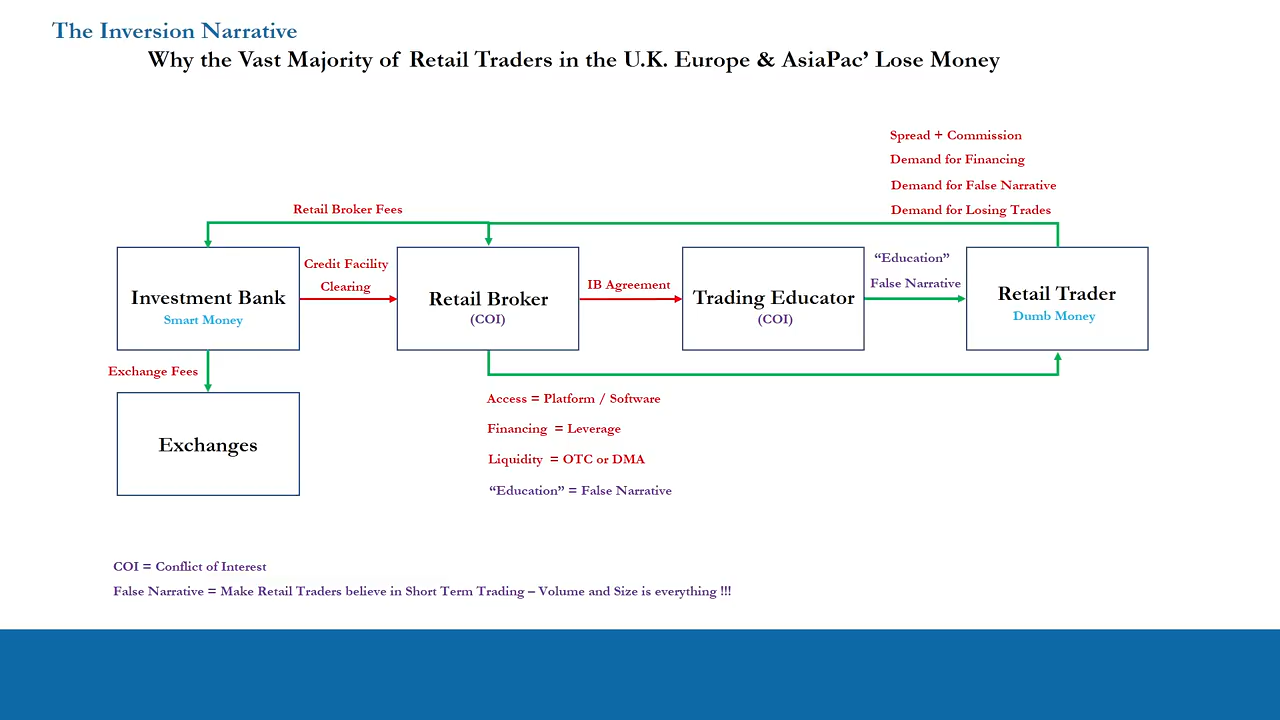 The Inversion Narrative
Why the Vast Majority of Retail Traders in the U.K. Europe & AsiaPac’ Lose Money
Spread + Commission
Demand for Financing
Demand for False Narrative
Demand for Losing Trades
Retail Broker Fees
Investment Bank
Smart Money
Credit Facility
Clearing
Retail Broker
(COI)
IB Agreement
Trading Educator
(COI)
“Education”
False Narrative
Retail Trader
Dumb Money
Exchange Fees
Exchanges
Access = Platform / Software
Financing = Leverage
Liquidity = OTC or DMA
“Education” = False Narrative
COI = Conflict of Interest
False Narrative = Make Retail Traders believe in Short Term Trading – Volume and Size is everything !!!